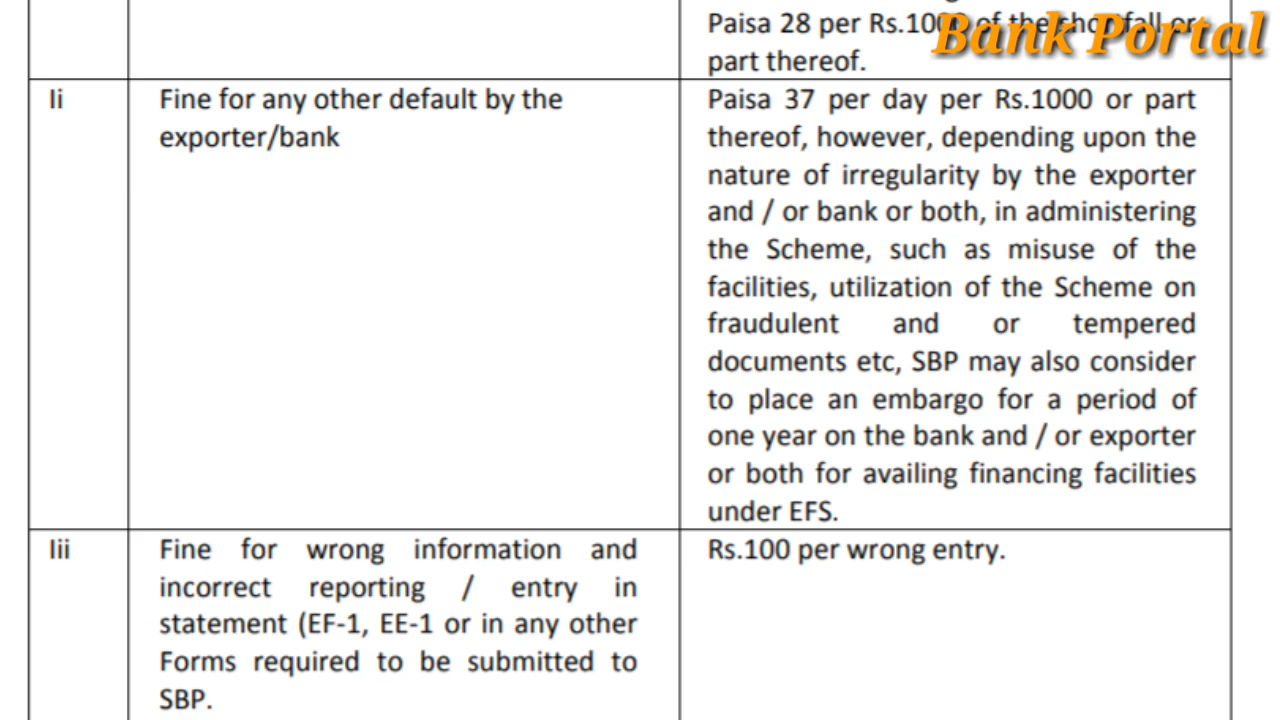 Paisa 28 per Rs.1000 of the shortfall or
part thereof.
Bank Portal
Ii
Fine for any other default by the
exporter/bank
Paisa 37 per day per Rs.1000 or part
thereof, however, depending upon the
nature of irregularity by the exporter
and / or bank or both, in administering
the Scheme, such as misuse of the
facilities, utilization of the Scheme on
fraudulent and or tempered
documents etc, SBP may also consider
to place an embargo for a period of
one year on the bank and / or exporter
or both for availing financing facilities
under EFS.
Iii
Fine for wrong information and
incorrect reporting / entry in
statement (EF-1, EE-1 or in any other
Forms required to be submitted to
SBP.
Rs.100 per wrong entry.